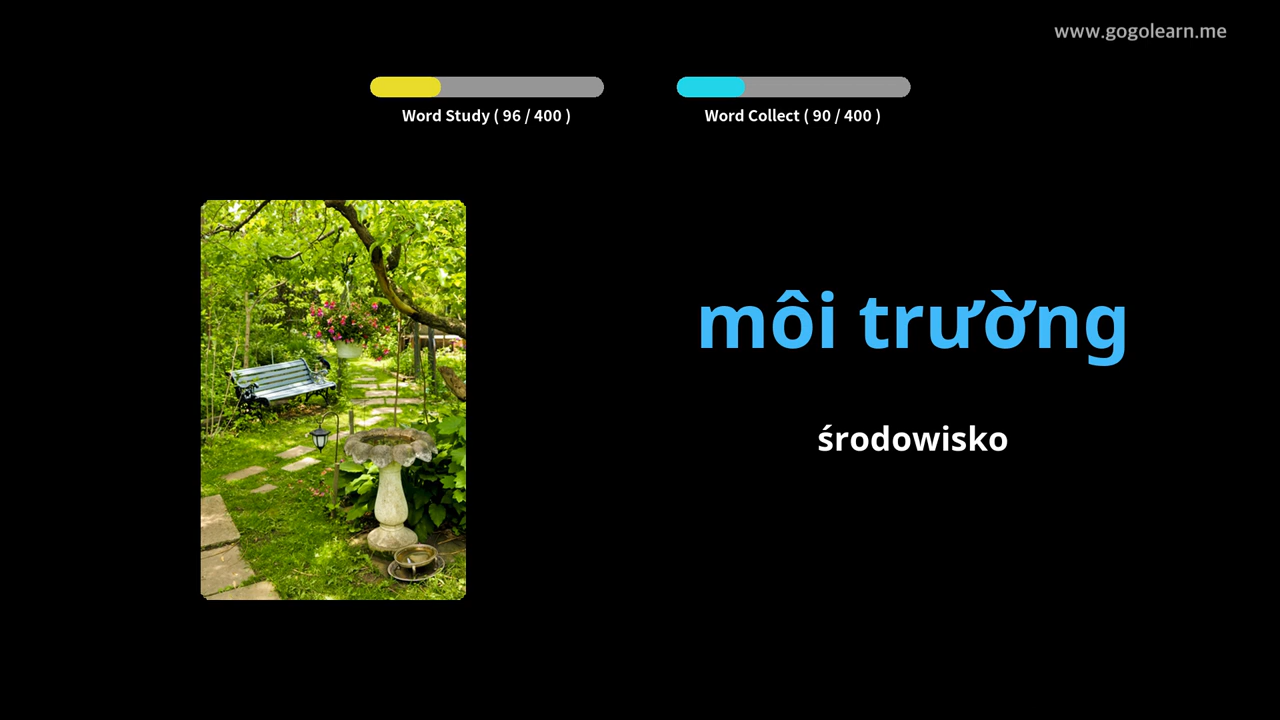 www.gogolearn.me
Word Study ( 96 / 400 )
Word Collect ( 90 / 400 )
môi trường
środowisko